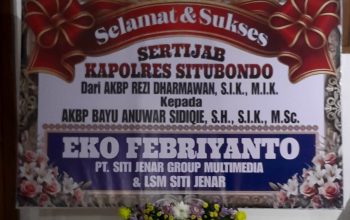 Selamat & Sukses
SERTIJAB
KAPOLRES SITUBONDO
Dari AKBP REZI DHARMAWAN, S.I.K., M.I.K.
Kepada
AKBP BAYU ANUWAR SIDIQIE, S.H., S.I.K., M.Sc.
EKO FEBRIYANTO
PT. SITI JENAR GROUP MULTIMEDIA
& LSM SITI JENAR